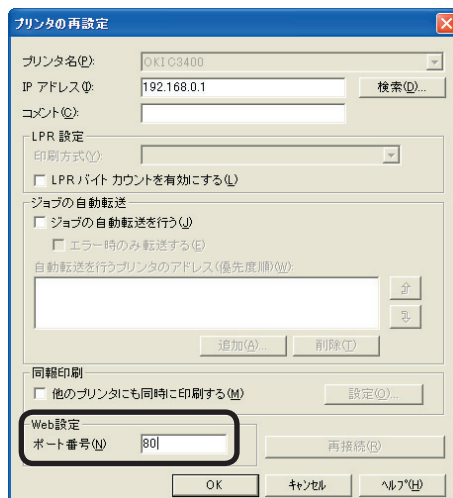 プリンタの再設定
プリンタ名(P): OKI C3400
IP アドレス(I): 192.168.0.1 検索(D)...
コメント(C):
LPR 設定
印刷方式(Y):
LPR バイト カウントを有効にする(L)
ジョブの自動転送
ジョブの自動転送を行う(J)
エラー時のみ転送する(E)
自動転送を行うプリンタのアドレス(優先度順)(W):
追加(A)... 削除(T)
同報印刷
他のプリンタにも同時に印刷する(M) 設定(O)...
Web設定
ポート番号(N) 80 再接続(R)
OK キャンセル ヘルプ(H)